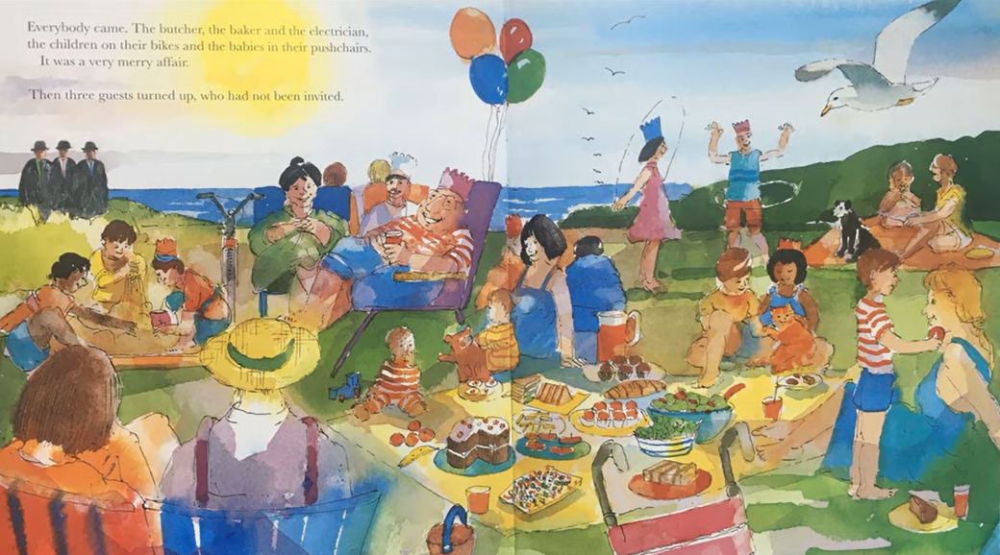 Everybody came. The butcher, the baker and the electrician,
the children on their bikes and the babies in their pushchairs.
It was a very merry affair.
Then three guests turned up, who had not been invited.